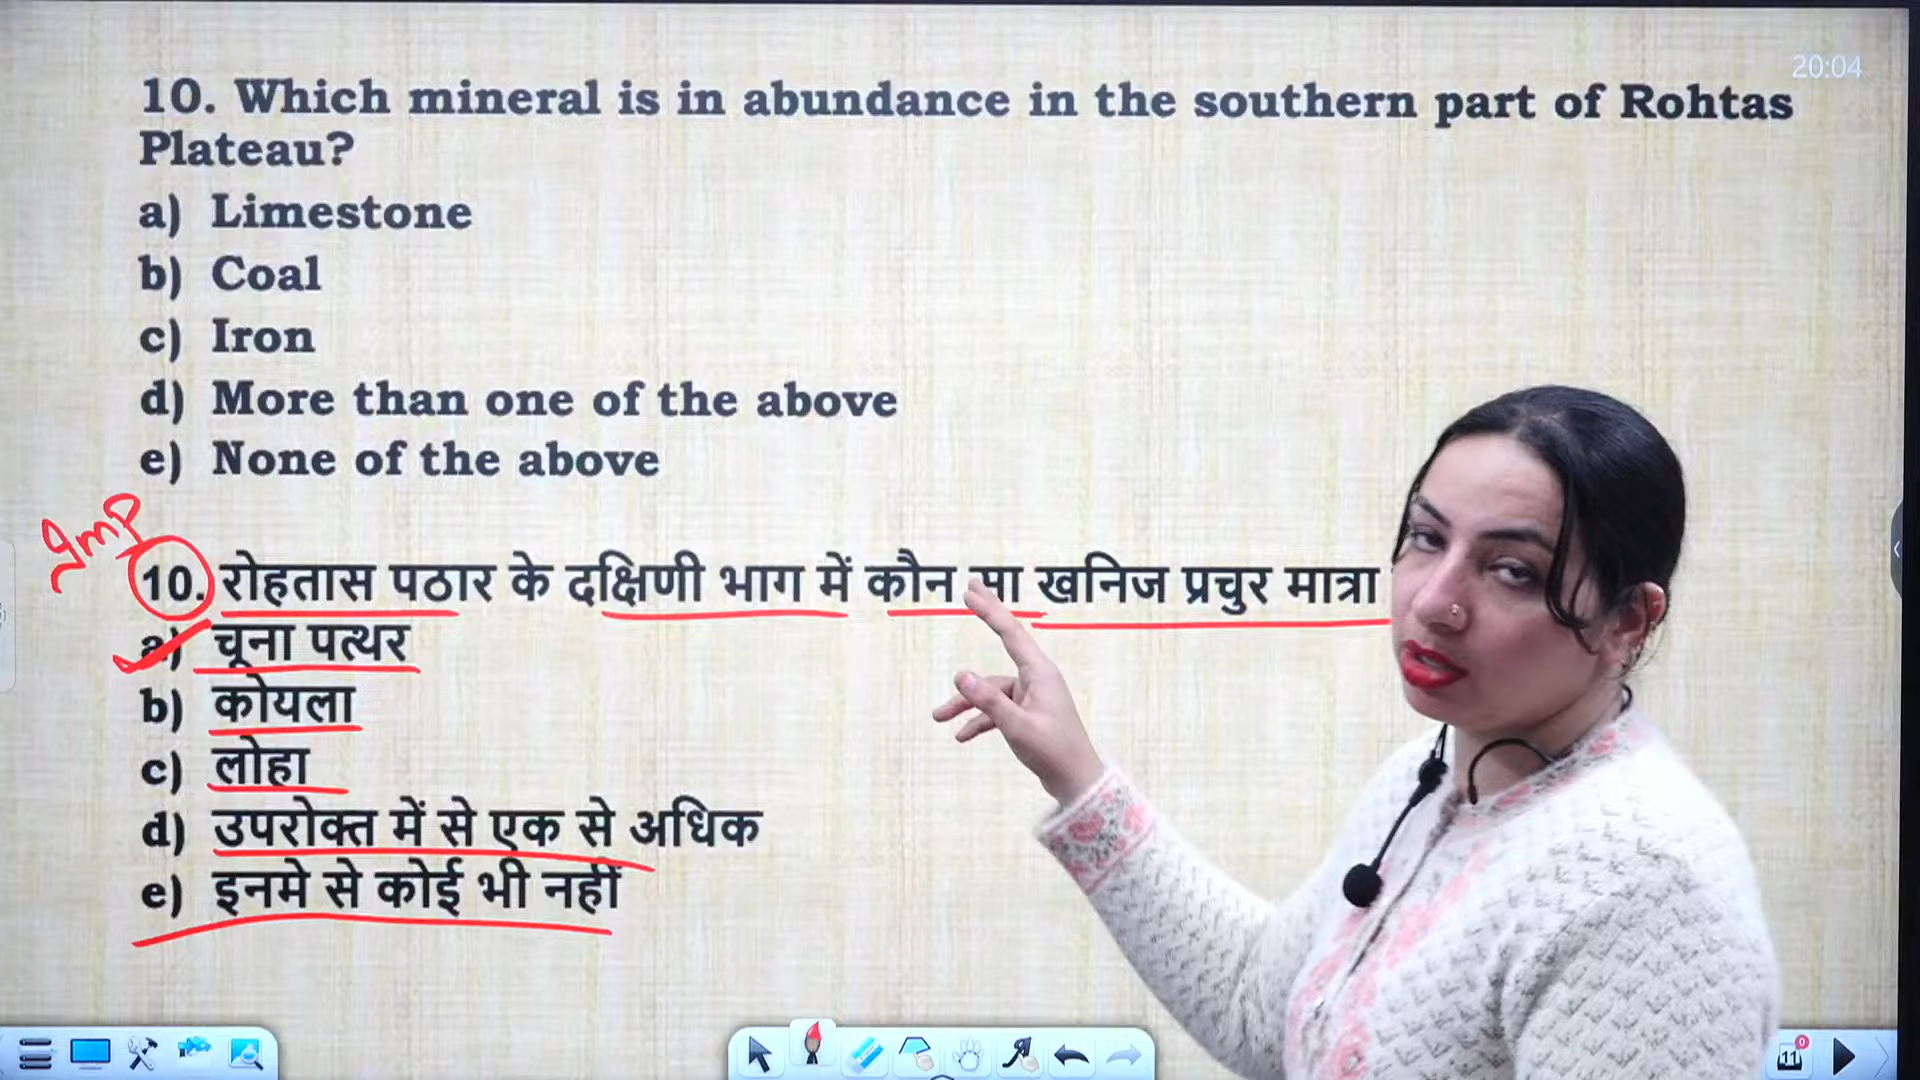 20:04
10. Which mineral is in abundance in the southern part of Rohtas
Plateau?
a) Limestone
b) Coal
c) Iron
d) More than one of the above
e) None of the above
Imp
10. रोहतास पठार के दक्षिणी भाग में कौन सा खनिज प्रचुर मात्रा
a) चूना पत्थर
b) कोयला
c) लोहा
d) उपरोक्त में से एक से अधिक
e) इनमे से कोई भी नहीं
11
0